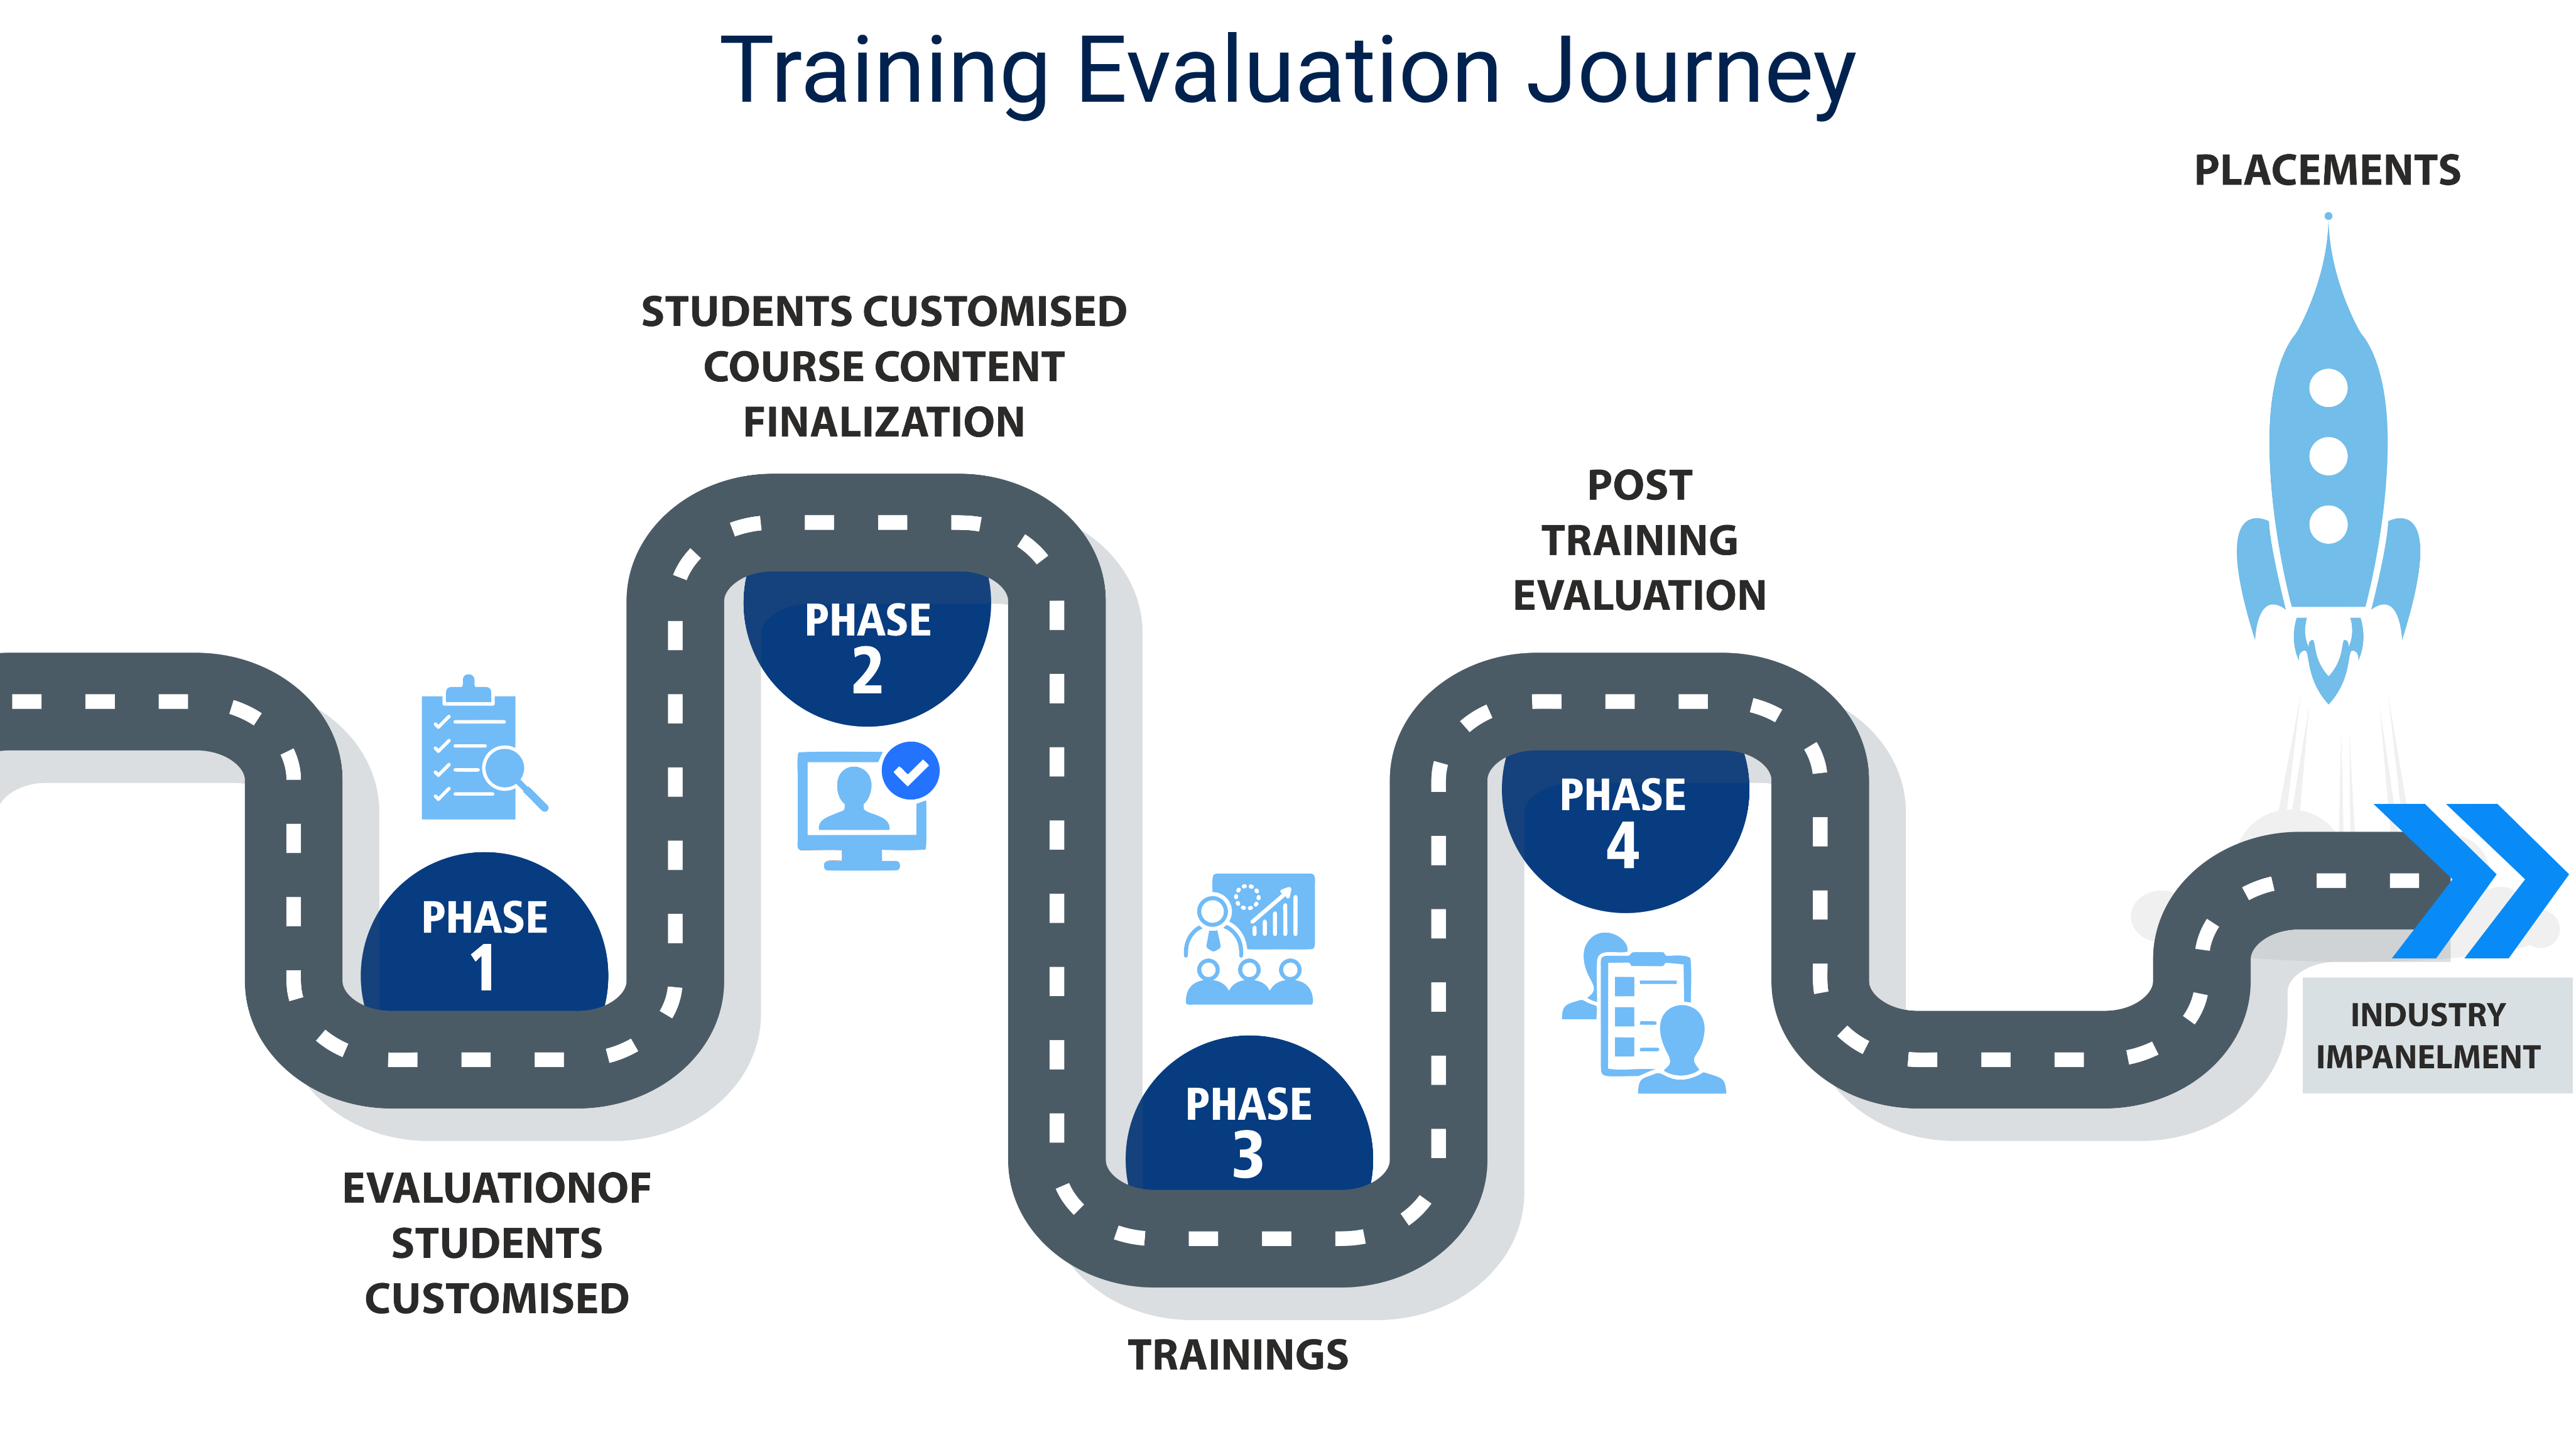 Training Evaluation Journey
PLACEMENTS
STUDENTS CUSTOMISED
COURSE CONTENT
FINALIZATION
PHASE
2
POST
TRAINING
EVALUATION
PHASE
4
PHASE
1
EVALUATIONOF
STUDENTS
CUSTOMISED
PHASE
3
TRAININGS
INDUSTRY
IMPANELMENT